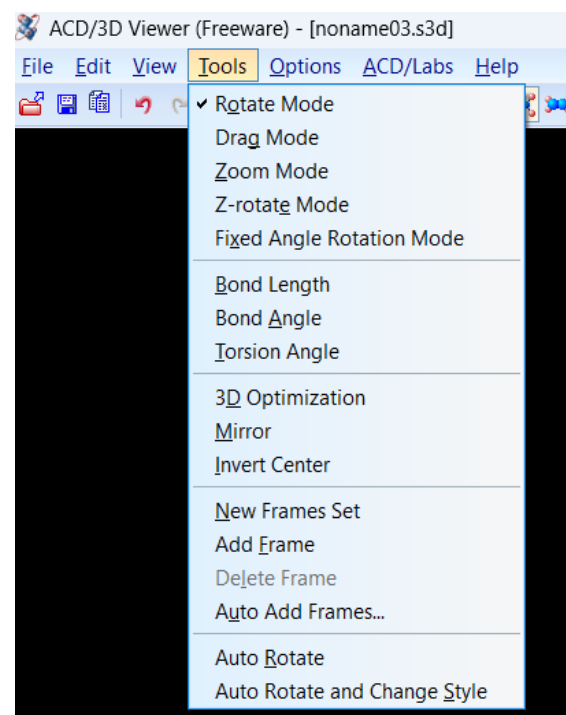 ACD/3D Viewer (Freeware) - [noname03.s3d]
File Edit View Tools Options ACD/Labs Help
Rotate Mode
Drag Mode
Zoom Mode
Z-rotate Mode
Fixed Angle Rotation Mode
Bond Length
Bond Angle
Torsion Angle
3D Optimization
Mirror
Invert Center
New Frames Set
Add Frame
Delete Frame
Auto Add Frames...
Auto Rotate
Auto Rotate and Change Style